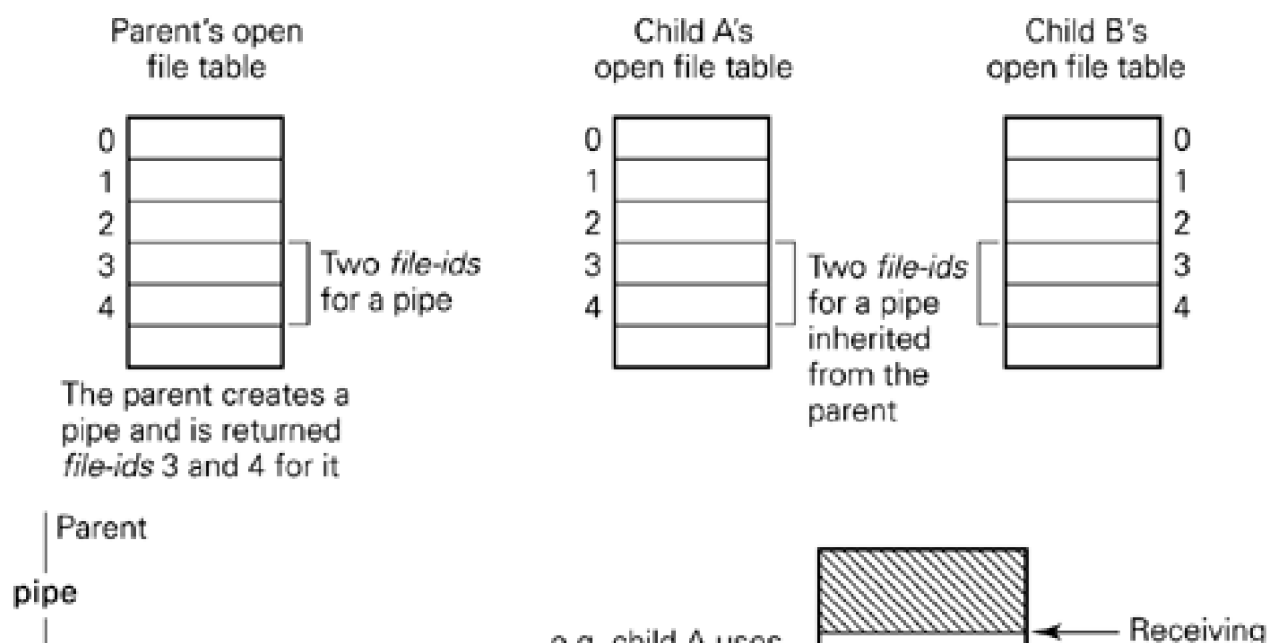 Parent's open
file table
Child A's
open file table
Child B's
open file table
0
1
2
3
4
Two file-ids
for a pipe
The parent creates a
pipe and is returned
file-ids 3 and 4 for it
0
1
2
3
4
Two file-ids
for a pipe
inherited
from the
parent
0
1
2
3
4
Parent
pipe
e.g. child A uses
Receiving